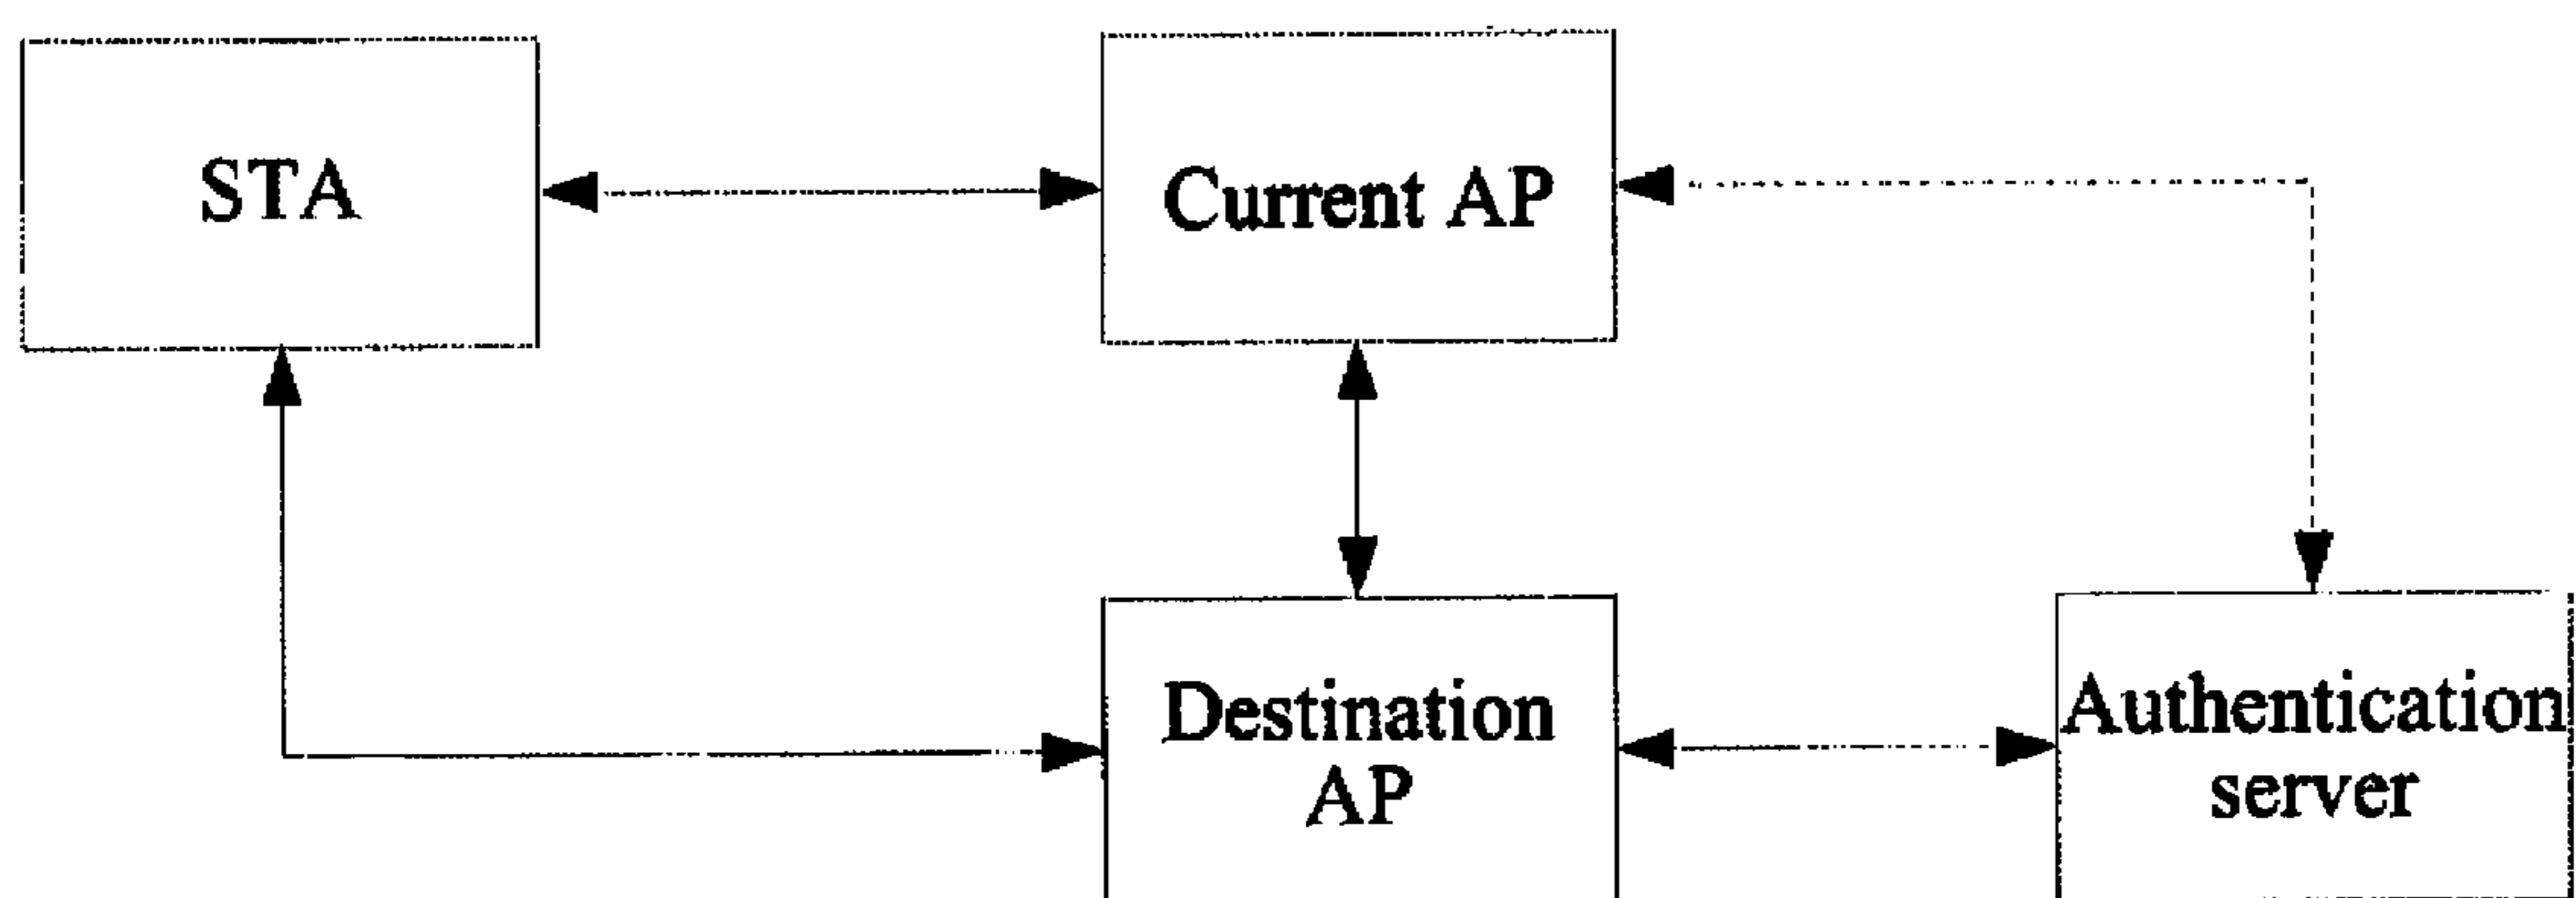 STA
Current AP
Destination
AP
Authentication
server